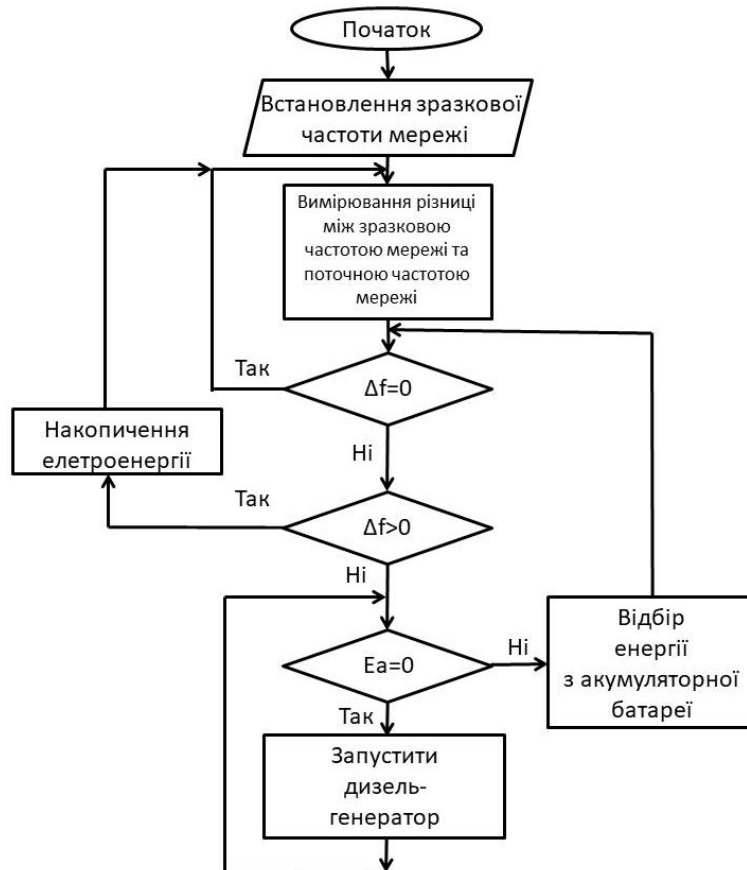 Початок
Встановлення зразкової
частоти мережі
Вимірювання різниці
між зразковою
частотою мережі та
поточною частотою
мережі
Так
Δf=0
Накопичення
елетроенергії
Ні
Так
Δf>0
Ні
Відбір
енергії
з акумуляторної
батареї
Ea=0
Ні
Так
Запустити
дизель-
генератор